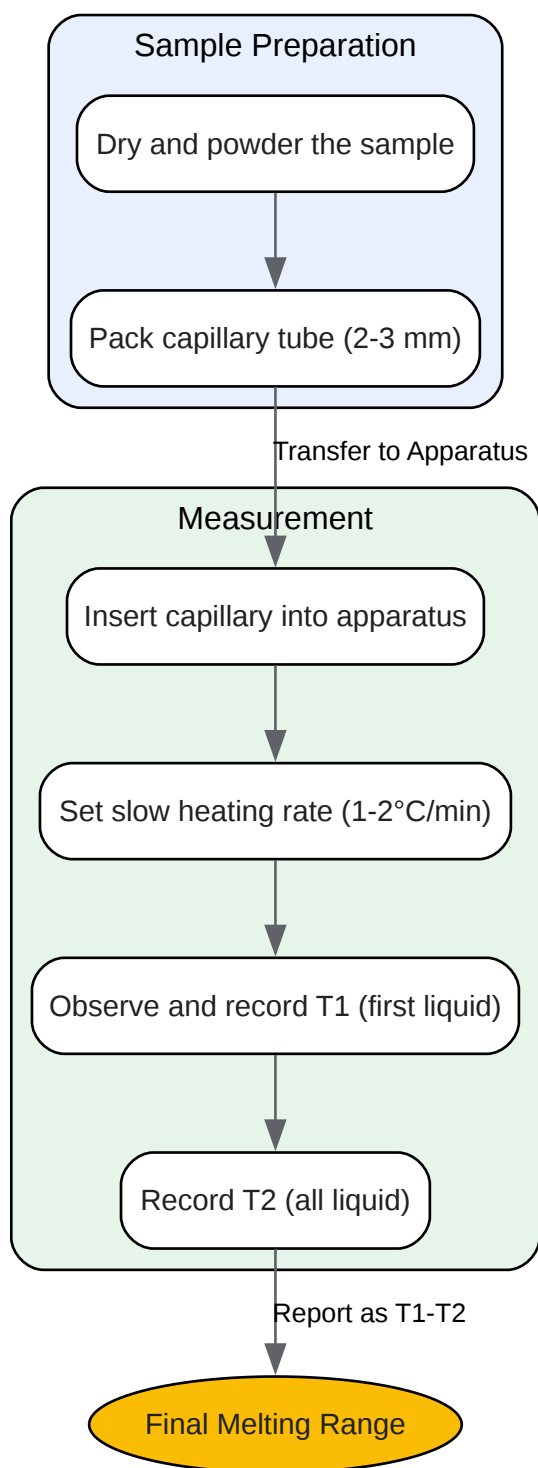 Sample Preparation
Dry and powder the sample
Pack capillary tube (2-3 mm)
Transfer to Apparatus
Measurement
Insert capillary into apparatus
Set slow heating rate (1-2°C/min)
Observe and record T1 (first liquid)
Record T2 (all liquid)
Report as T1-T2
Final Melting Range